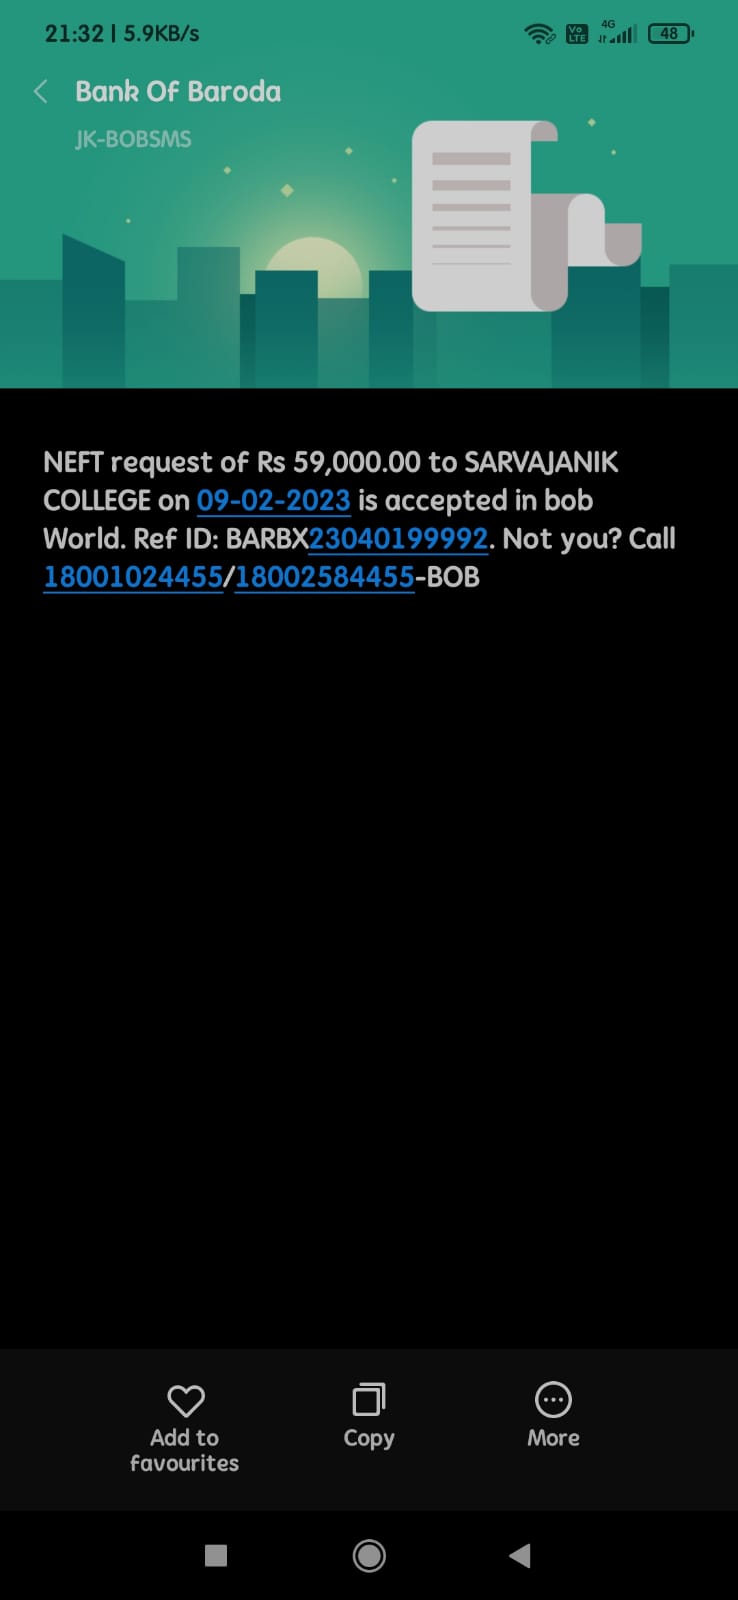 21:32 | 5.9KB/s
Vo LTE 4G 48
Bank Of Baroda
JK-BOBSMS
NEFT request of Rs 59,000.00 to SARVAJANIK
COLLEGE on 09-02-2023 is accepted in bob
World. Ref ID: BARBX23040199992. Not you? Call
18001024455/18002584455-BOB
Add to
favourites
Copy
More